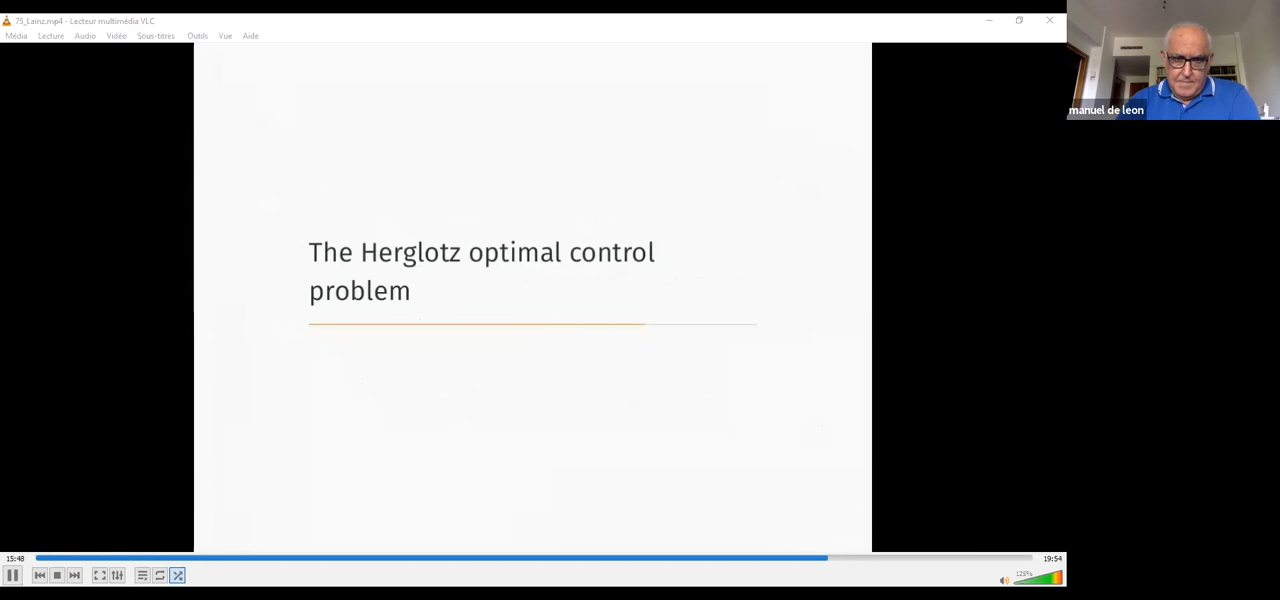 75_Lainz.mp4 - Lecteur multimédia VLC
Média Lecture Audio Vidéo Sous-titres Outils Vue Aide
manuel de leon
The Herglotz optimal control
problem
15:48
19:54
125%